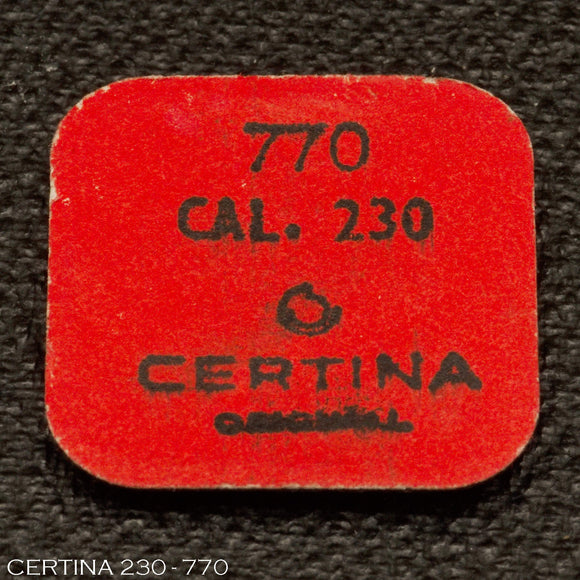 770
CAL. 230
CERTINA
ORIGINAL
CERTINA 230 - 770